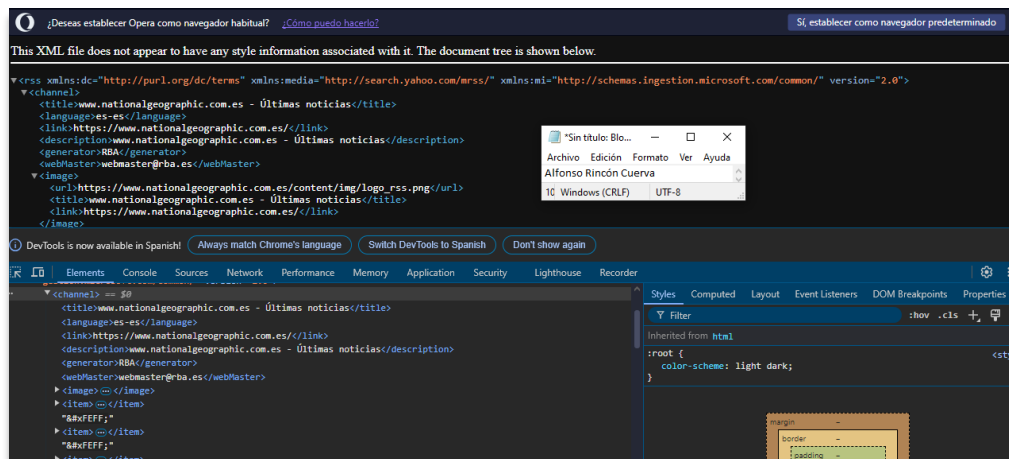 ¿Deseas establecer Opera como navegador habitual? ¿Cómo puedo hacerlo? Sí, establecer como navegador predeterminado
This XML file does not appear to have any style information associated with it. The document tree is shown below.
▼<rss xmlns:dc="http://purl.org/dc/terms" xmlns:media="http://search.yahoo.com/mrss/" xmlns:mi="http://schemas.ingestion.microsoft.com/common/" version="2.0">
▼<channel>
<title>www.nationalgeographic.com.es - Últimas noticias</title>
<language>es-es</language>
<link>https://www.nationalgeographic.com.es/</link>
<description>www.nationalgeographic.com.es - Últimas noticias</description>
<generator>RBA</generator>
<webMaster>webmaster@rba.es</webMaster>
▼<image>
<url>https://www.nationalgeographic.com.es/content/img/logo_rss.png</url>
<title>www.nationalgeographic.com.es - Últimas noticias</title>
<link>https://www.nationalgeographic.com.es/</link>
</image>
*Sin título: Blo...
Archivo Edición Formato Ver Ayuda
Alfonso Rincón Cuerva
10 Windows (CRLF) UTF-8
DevTools is now available in Spanish! Always match Chrome's language Switch DevTools to Spanish Don't show again
Elements Console Sources Network Performance Memory Application Security Lighthouse Recorder
▼<channel> == $0
<title>www.nationalgeographic.com.es - Últimas noticias</title>
<language>es-es</language>
<link>https://www.nationalgeographic.com.es/</link>
<description>www.nationalgeographic.com.es - Últimas noticias</description>
<generator>RBA</generator>
<webMaster>webmaster@rba.es</webMaster>
▶<image>…</image>
▶<item>…</item>
"&#xFEFF;"
▶<item>…</item>
"&#xFEFF;"
▶<item>…</item>
Styles Computed Layout Event Listeners DOM Breakpoints Properties
Filter :hov .cls
Inherited from html
:root {
color-scheme: light dark;
}
margin -
border -
padding -